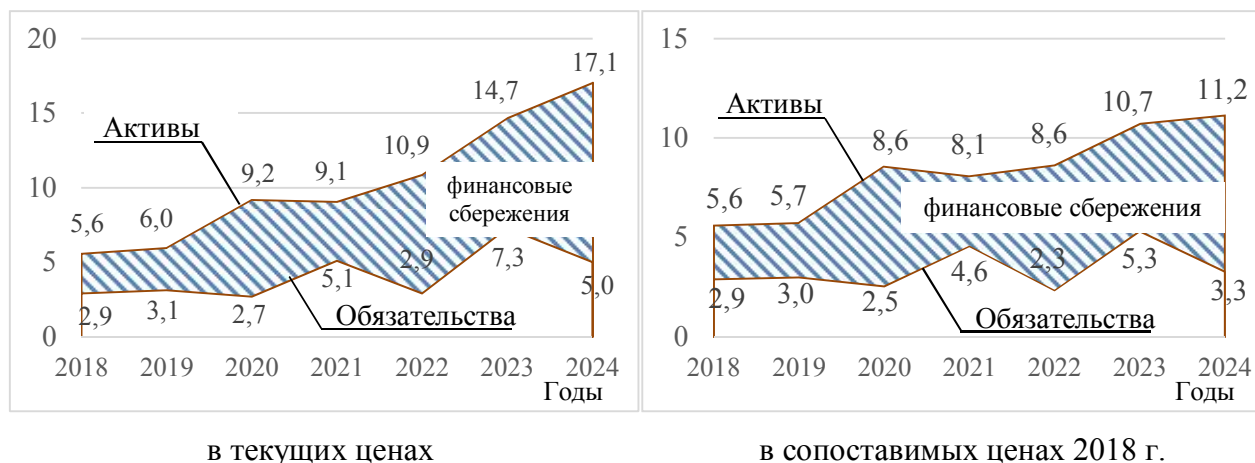 20
15
10
5
0
5,6
6,0
9,2
9,1
10,9
14,7
17,1
Активы
финансовые
сбережения
2,9
3,1
2,7
5,1
2,9
7,3
5,0
Обязательства
2018 2019 2020 2021 2022 2023 2024
Годы
в текущих ценах
15
10
5
0
5,6
5,7
8,6
8,1
8,6
10,7
11,2
Активы
финансовые сбережения
2,9
3,0
2,5
4,6
2,3
5,3
3,3
Обязательства
2018 2019 2020 2021 2022 2023 2024
Годы
в сопоставимых ценах 2018 г.